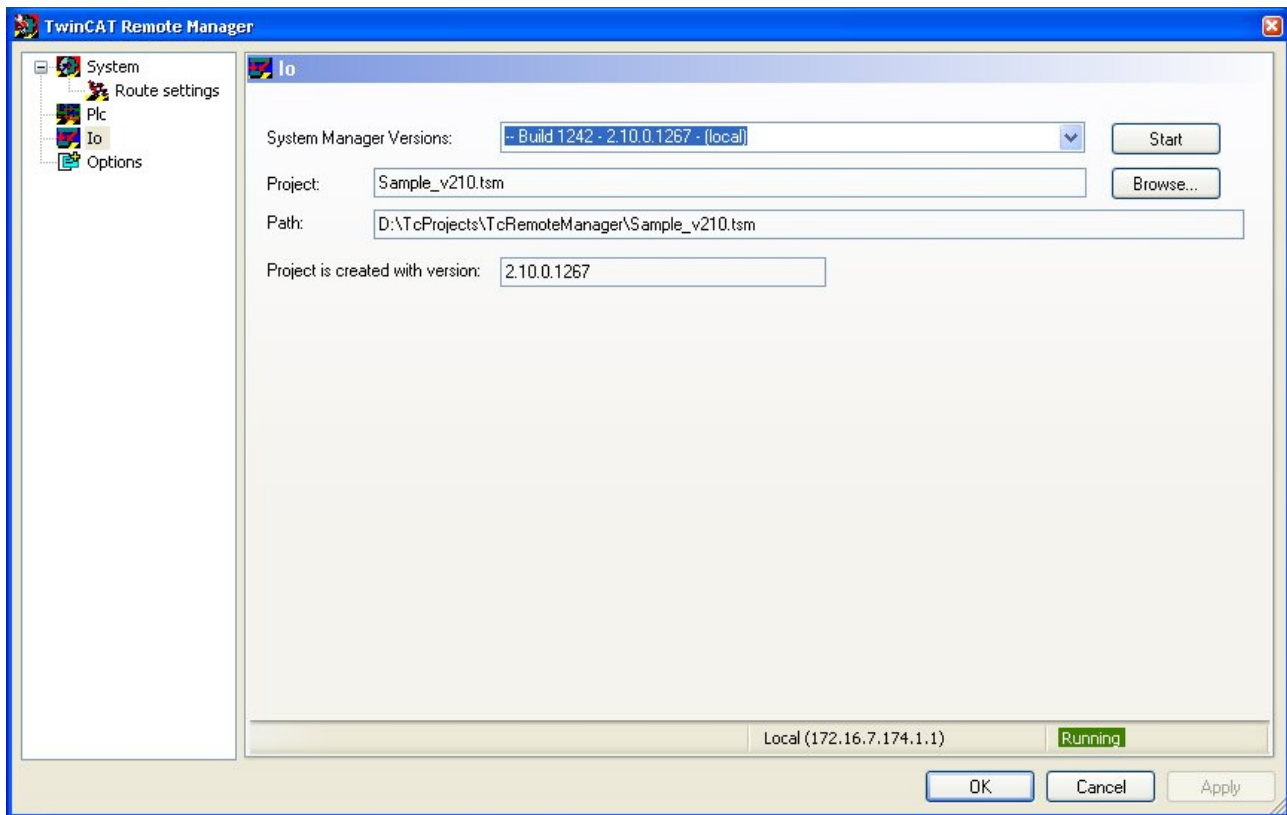 TwinCAT Remote Manager
System
Route settings
Plc
Io
Options
Io
System Manager Versions: -- Build 1242 - 2.10.0.1267 - (local) Start
Project: Sample_v210.tsm Browse...
Path: D:\TcProjects\TcRemoteManager\Sample_v210.tsm
Project is created with version: 2.10.0.1267
Local (172.16.7.174.1.1) Running
OK Cancel Apply